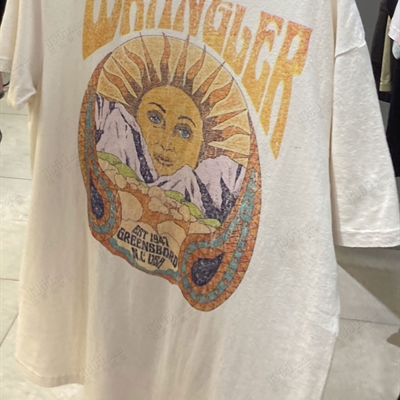 WRANGLER
EST 1947
GREENSBORO
N.C USA